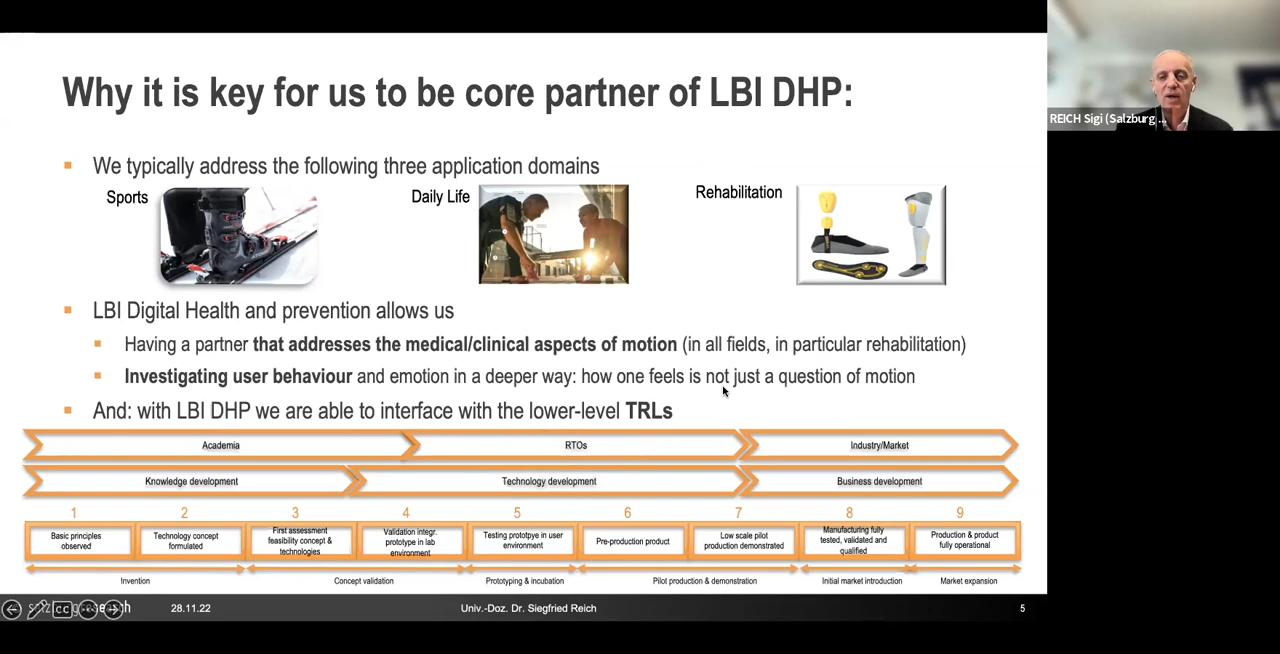 Why it is key for us to be core partner of LBI DHP:
REICH Sigi (Salzburg ...
We typically address the following three application domains
Sports
Daily Life
Rehabilitation
LBI Digital Health and prevention allows us
Having a partner that addresses the medical/clinical aspects of motion (in all fields, in particular rehabilitation)
Investigating user behaviour and emotion in a deeper way: how one feels is not just a question of motion
And: with LBI DHP we are able to interface with the lower-level TRLs
Academia
RTOs
Industry/Market
Knowledge development
Technology development
Business development
1 2 3 4 5 6 7 8 9
Basic principles
observed
Technology concept
formulated
First assessment
feasibility concept &
technologies
Validation integr.
prototype in lab
environment
Testing prototpye in user
environment
Pre-production product
Low scale pilot
production demonstrated
Manufacturing fully
tested, validated and
qualified
Production & product
fully operational
Invention
Concept validation
Prototyping & incubation
Pilot production & demonstration
Initial market introduction
Market expansion
CC
28.11.22
Univ.-Doz. Dr. Siegfried Reich
5